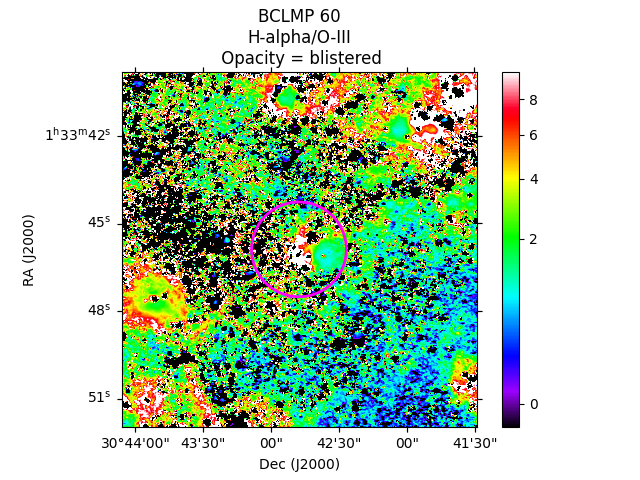 BCLMP 60
H-alpha/O-III
Opacity = blistered
1ʰ33ᵐ42ˢ
45ˢ
48ˢ
51ˢ
RA (J2000)
30°44'00" 43'30" 00" 42'30" 00" 41'30"
Dec (J2000)
8
6
4
2
0